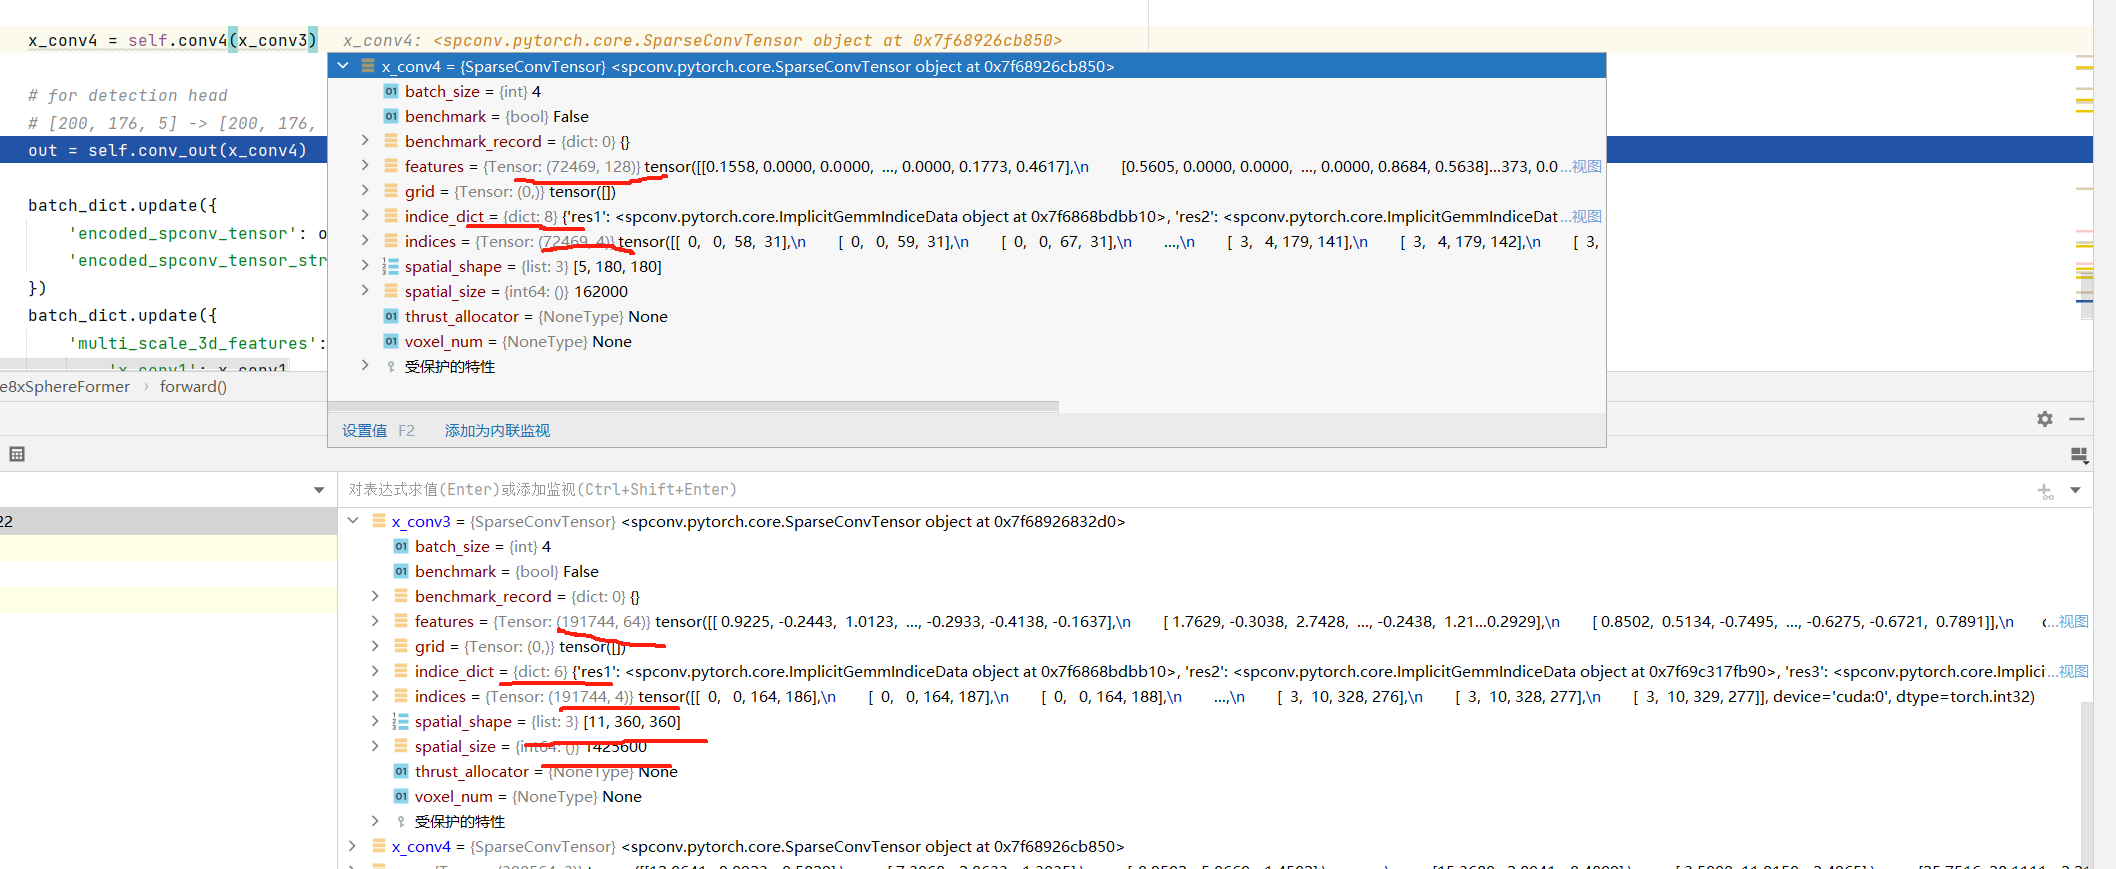 x_conv4 = self.conv4(x_conv3)   x_conv4: <spconv.pytorch.core.SparseConvTensor object at 0x7f68926cb850>
x_conv4 = {SparseConvTensor} <spconv.pytorch.core.SparseConvTensor object at 0x7f68926cb850>
batch_size = {int} 4
# for detection head
benchmark = {bool} False
# [200, 176, 5] -> [200, 176,
benchmark_record = {dict: 0} {}
out = self.conv_out(x_conv4)
features = {Tensor: (72469, 128)} tensor([[0.1558, 0.0000, 0.0000,  ..., 0.0000, 0.1773, 0.4617],\n        [0.5605, 0.0000, 0.0000,  ..., 0.0000, 0.8684, 0.5638]...373, 0.0 ...视图
grid = {Tensor: (0,)} tensor([])
batch_dict.update({
indice_dict = {dict: 8} {'res1': <spconv.pytorch.core.ImplicitGemmIndiceData object at 0x7f6868bdbb10>, 'res2': <spconv.pytorch.core.ImplicitGemmIndiceDat ...视图
'encoded_spconv_tensor': o
indices = {Tensor: (72469, 4)} tensor([[  0,   0,  58,  31],\n        [  0,   0,  59,  31],\n        [  0,   0,  67,  31],\n        ...,\n        [  3,   4, 179, 141],\n        [  3,   4, 179, 142],\n        [  3,
'encoded_spconv_tensor_str
spatial_shape = {list: 3} [5, 180, 180]
})
spatial_size = {int64: ()} 162000
batch_dict.update({
thrust_allocator = {NoneType} None
'multi_scale_3d_features':
voxel_num = {NoneType} None
'x_conv1': x_conv1
受保护的特性
e8xSphereFormer › forward()
设置值 F2 添加为内联监视
对表达式求值(Enter)或添加监视(Ctrl+Shift+Enter)
22
x_conv3 = {SparseConvTensor} <spconv.pytorch.core.SparseConvTensor object at 0x7f68926832d0>
batch_size = {int} 4
benchmark = {bool} False
benchmark_record = {dict: 0} {}
features = {Tensor: (191744, 64)} tensor([[ 0.9225, -0.2443,  1.0123,  ..., -0.2933, -0.4138, -0.1637],\n        [ 1.7629, -0.3038,  2.7428,  ..., -0.2438,  1.21...0.2929],\n        [ 0.8502,  0.5134, -0.7495,  ..., -0.6275, -0.6721,  0.7891]],\n ...视图
grid = {Tensor: (0,)} tensor([])
indice_dict = {dict: 6} {'res1': <spconv.pytorch.core.ImplicitGemmIndiceData object at 0x7f6868bdbb10>, 'res2': <spconv.pytorch.core.ImplicitGemmIndiceData object at 0x7f69c317fb90>, 'res3': <spconv.pytorch.core.Implici ...视图
indices = {Tensor: (191744, 4)} tensor([[  0,   0, 164, 186],\n        [  0,   0, 164, 187],\n        [  0,   0, 164, 188],\n        ...,\n        [  3,  10, 328, 276],\n        [  3,  10, 328, 277],\n        [  3,  10, 329, 277]], device='cuda:0', dtype=torch.int32)
spatial_shape = {list: 3} [11, 360, 360]
spatial_size = {int64: ()} 1425600
thrust_allocator = {NoneType} None
voxel_num = {NoneType} None
受保护的特性
x_conv4 = {SparseConvTensor} <spconv.pytorch.core.SparseConvTensor object at 0x7f68926cb850>